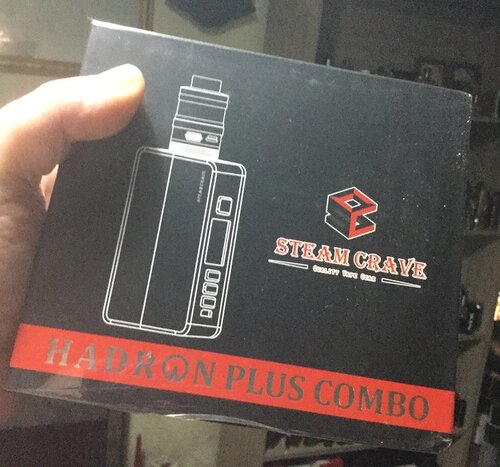 STEAM CRAVE
QUALITY VAPE GEAR
HADRON PLUS COMBO